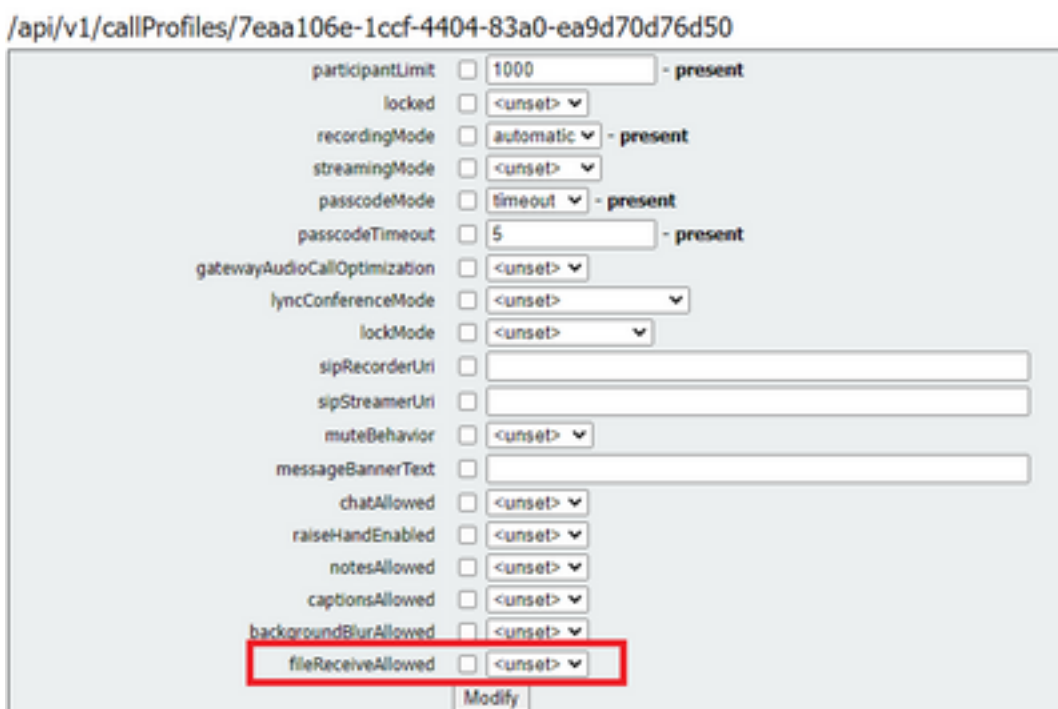 /api/v1/callProfiles/7eaa106e-1ccf-4404-83a0-ea9d70d76d50
participantLimit 1000 - present
locked <unset>
recordingMode automatic - present
streamingMode <unset>
passcodeMode timeout - present
passcodeTimeout 5 - present
gatewayAudioCallOptimization <unset>
lyncConferenceMode <unset>
lockMode <unset>
sipRecorderUri
sipStreamerUri
muteBehavior <unset>
messageBannerText
chatAllowed <unset>
raiseHandEnabled <unset>
notesAllowed <unset>
captionsAllowed <unset>
backgroundBlurAllowed <unset>
fileReceiveAllowed <unset>
Modify